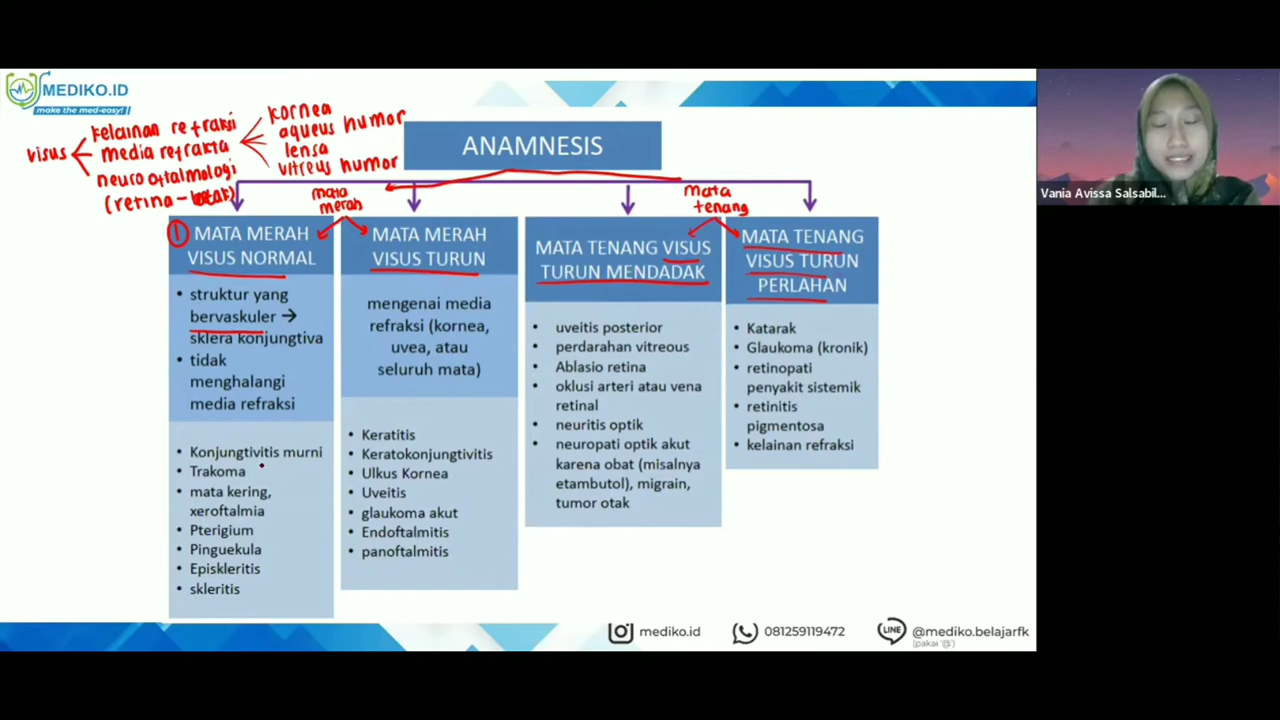 MEDIKO.ID
make the med-easy!
visus
kelainan refraksi
media refrakta
neuro oftalmologi
(retina -
kornea
aqueus humor
lensa
vitreus humor
ANAMNESIS
mata
merah
mata
tenang
1
MATA MERAH
VISUS NORMAL
• struktur yang
bervaskuler →
sklera konjungtiva
• tidak
menghalangi
media refraksi
• Konjungtivitis murni
• Trakoma
• mata kering,
xeroftalmia
• Pterigium
• Pinguekula
• Episkleritis
• skleritis
MATA MERAH
VISUS TURUN
mengenai media
refraksi (kornea,
uvea, atau
seluruh mata)
• Keratitis
• Keratokonjungtivitis
• Ulkus Kornea
• Uveitis
• glaukoma akut
• Endoftalmitis
• panoftalmitis
MATA TENANG VISUS
TURUN MENDADAK
• uveitis posterior
• perdarahan vitreous
• Ablasio retina
• oklusi arteri atau vena
retinal
• neuritis optik
• neuropati optik akut
karena obat (misalnya
etambutol), migrain,
tumor otak
MATA TENANG
VISUS TURUN
PERLAHAN
• Katarak
• Glaukoma (kronik)
• retinopati
penyakit sistemik
• retinitis
pigmentosa
• kelainan refraksi
Vania Avissa Salsabil...
mediko.id
081259119472
LINE
@mediko.belajarfk
(pakai '@')